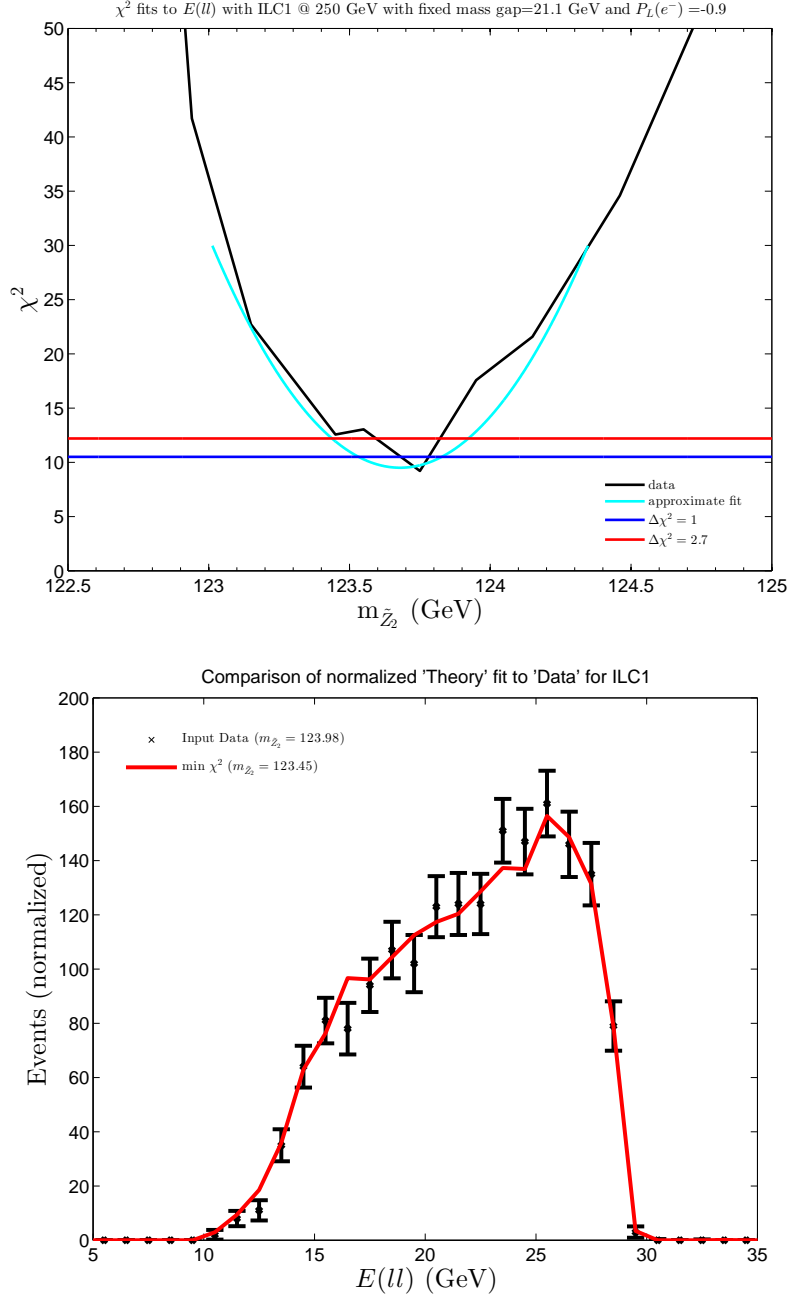 χ² fits to E(ll) with ILC1 @ 250 GeV with fixed mass gap=21.1 GeV and P_L(e⁻) =-0.9
50
45
40
35
30
25
20
15
10
5
0
χ²
data
approximate fit
Δχ² = 1
Δχ² = 2.7
122.5 123 123.5 124 124.5 125
m_Z̃₂ (GeV)
Comparison of normalized 'Theory' fit to 'Data' for ILC1
200
180
160
140
120
100
80
60
40
20
0
Events (normalized)
Input Data (m_Z̃₂ = 123.98)
min χ² (m_Z̃₂ = 123.45)
5 10 15 20 25 30 35
E(ll) (GeV)